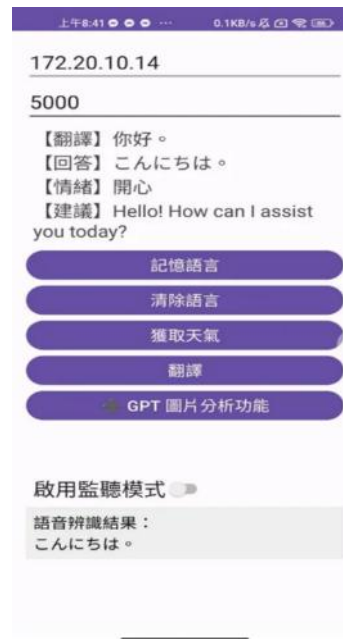 上午8:41 ··· 0.1KB/s
172.20.10.14
5000
【翻譯】你好。
【回答】こんにちは。
【情緒】開心
【建議】Hello! How can I assist
you today?
記憶語言
清除語言
獲取天氣
翻譯
GPT 圖片分析功能
啟用監聽模式
語音辨識結果：
こんにちは。